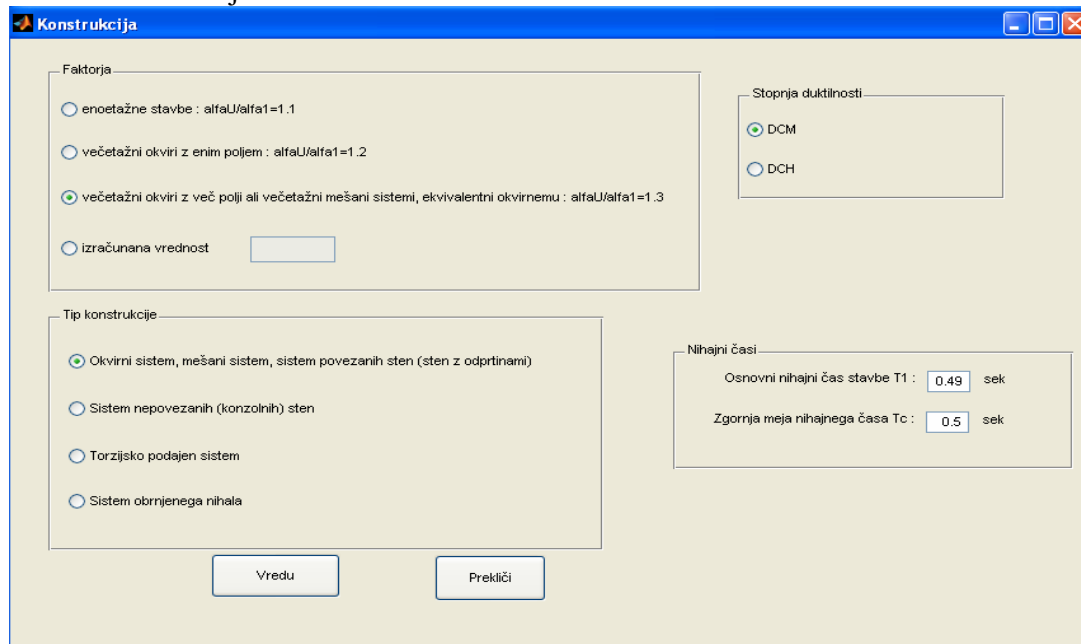 Konstrukcija
Faktorja
enoetažne stavbe : alfaU/alfa1=1.1
večetažni okviri z enim poljem : alfaU/alfa1=1.2
večetažni okviri z več polji ali večetažni mešani sistemi, ekvivalentni okvirnemu : alfaU/alfa1=1.3
izračunana vrednost
Stopnja duktilnosti
DCM
DCH
Tip konstrukcije
Okvirni sistem, mešani sistem, sistem povezanih sten (sten z odprtinami)
Sistem nepovezanih (konzolnih) sten
Torzijsko podajen sistem
Sistem obrnjenega nihala
Nihajni časi
Osnovni nihajni čas stavbe T1 : 0.49 sek
Zgornja meja nihajnega časa Tc : 0.5 sek
Vredu
Prekliči